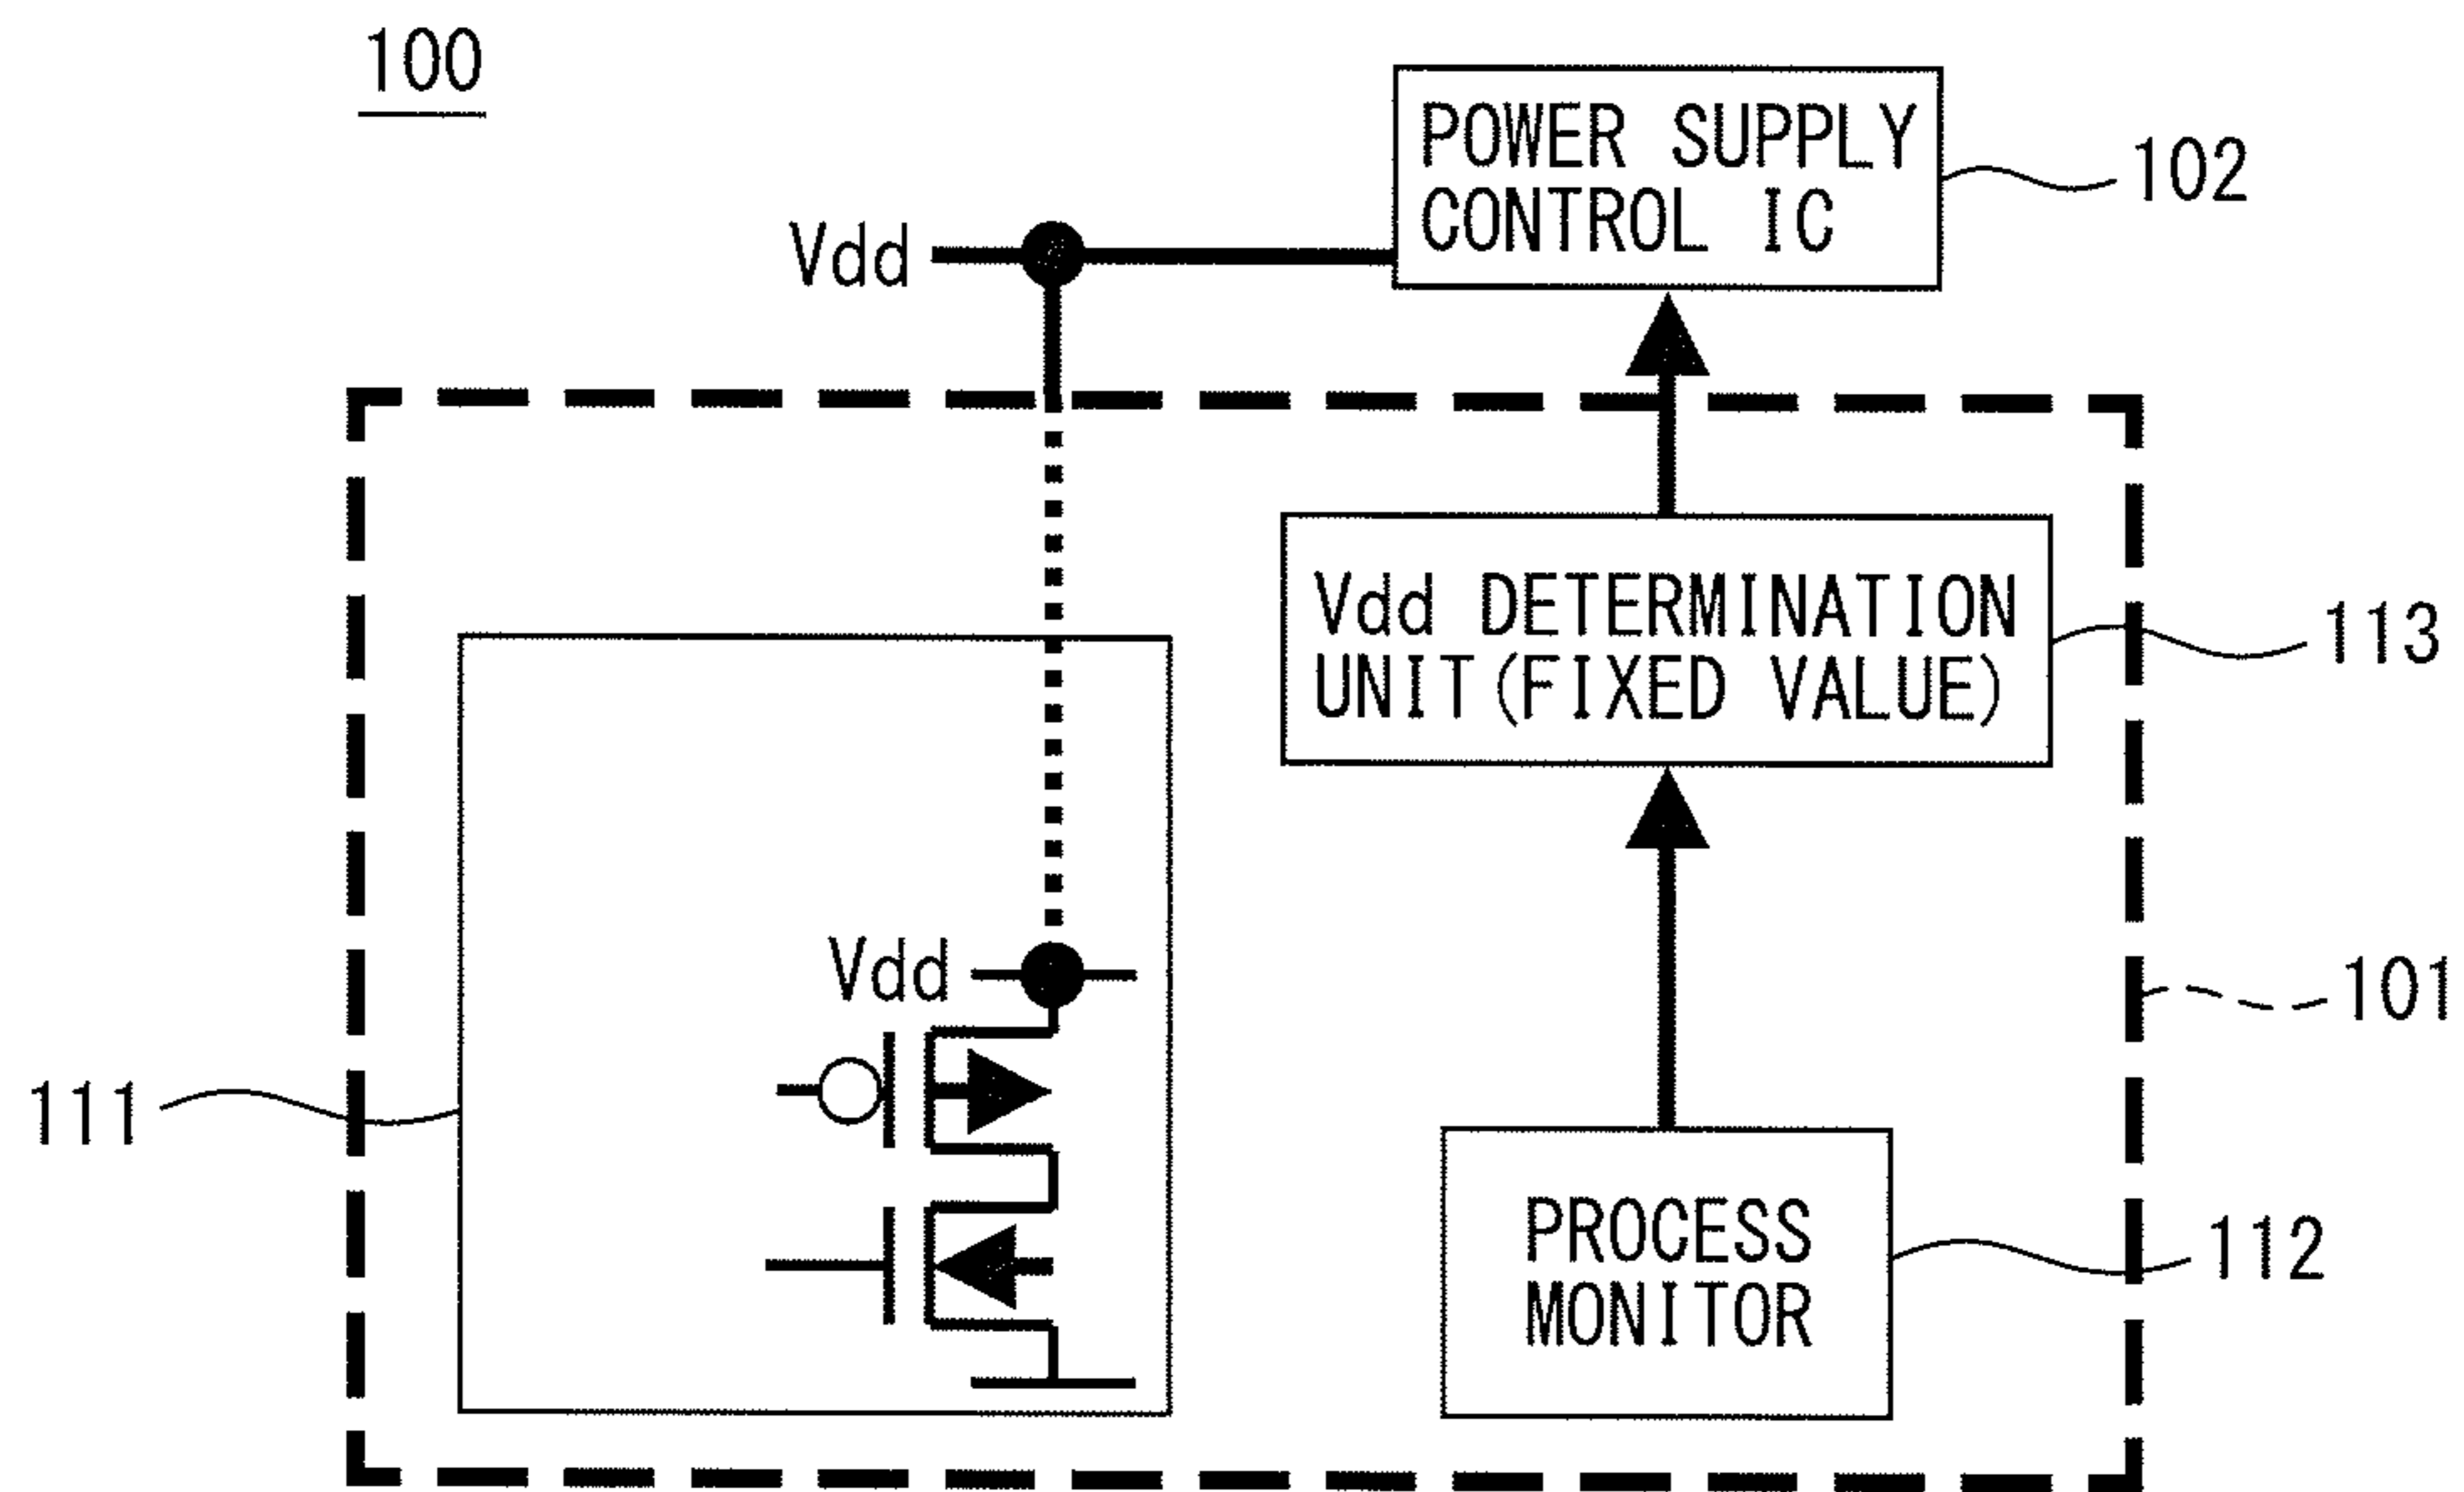 100
POWER SUPPLY
CONTROL IC
102
Vdd
Vdd DETERMINATION
UNIT(FIXED VALUE)
113
Vdd
101
111
PROCESS
MONITOR
112